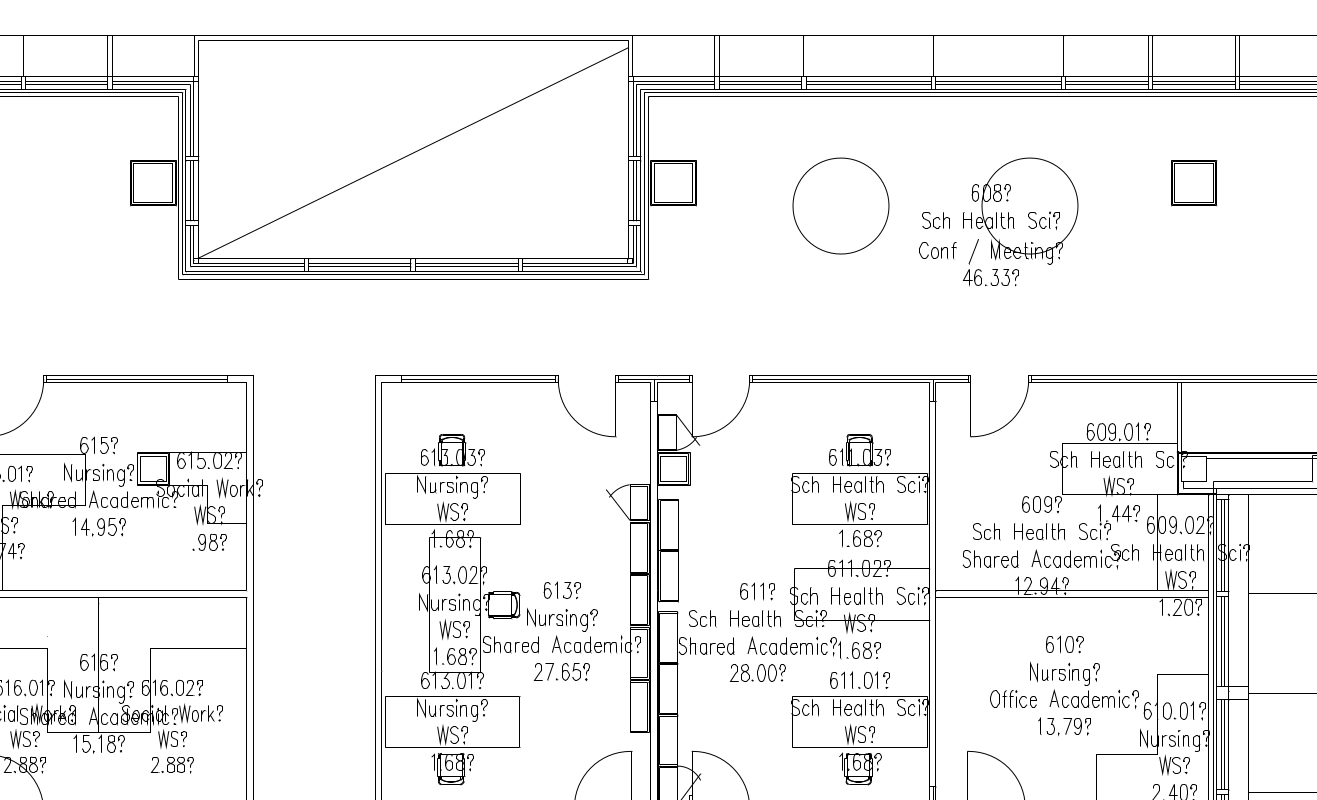 608?
Sch Health Sci?
Conf / Meeting?
46.33?
615?
Nursing?
Shared Academic?
14,95?
615.02?
Social Work?
WS?
.98?
613.03?
Nursing?
WS?
1.68?
613.02?
Nursing?
WS?
1.68?
613?
Nursing?
Shared Academic?
27.65?
613.01?
Nursing?
WS?
1.68?
611.03?
Sch Health Sci?
WS?
1.68?
611.02?
Sch Health Sci?
WS?
1.68?
611?
Sch Health Sci?
Shared Academic?
28.00?
611.01?
Sch Health Sci?
WS?
1.68?
609.01?
Sch Health Sci?
WS?
1.44?
609?
Sch Health Sci?
Shared Academic?
12.94?
609.02?
Sch Health Sci?
WS?
1.20?
610?
Nursing?
Office Academic?
13,79?
610.01?
Nursing?
WS?
2.40?
616?
Nursing?
Shared Academic?
15,18?
616.01?
Work?
WS?
2.88?
616.02?
Social Work?
WS?
2.88?